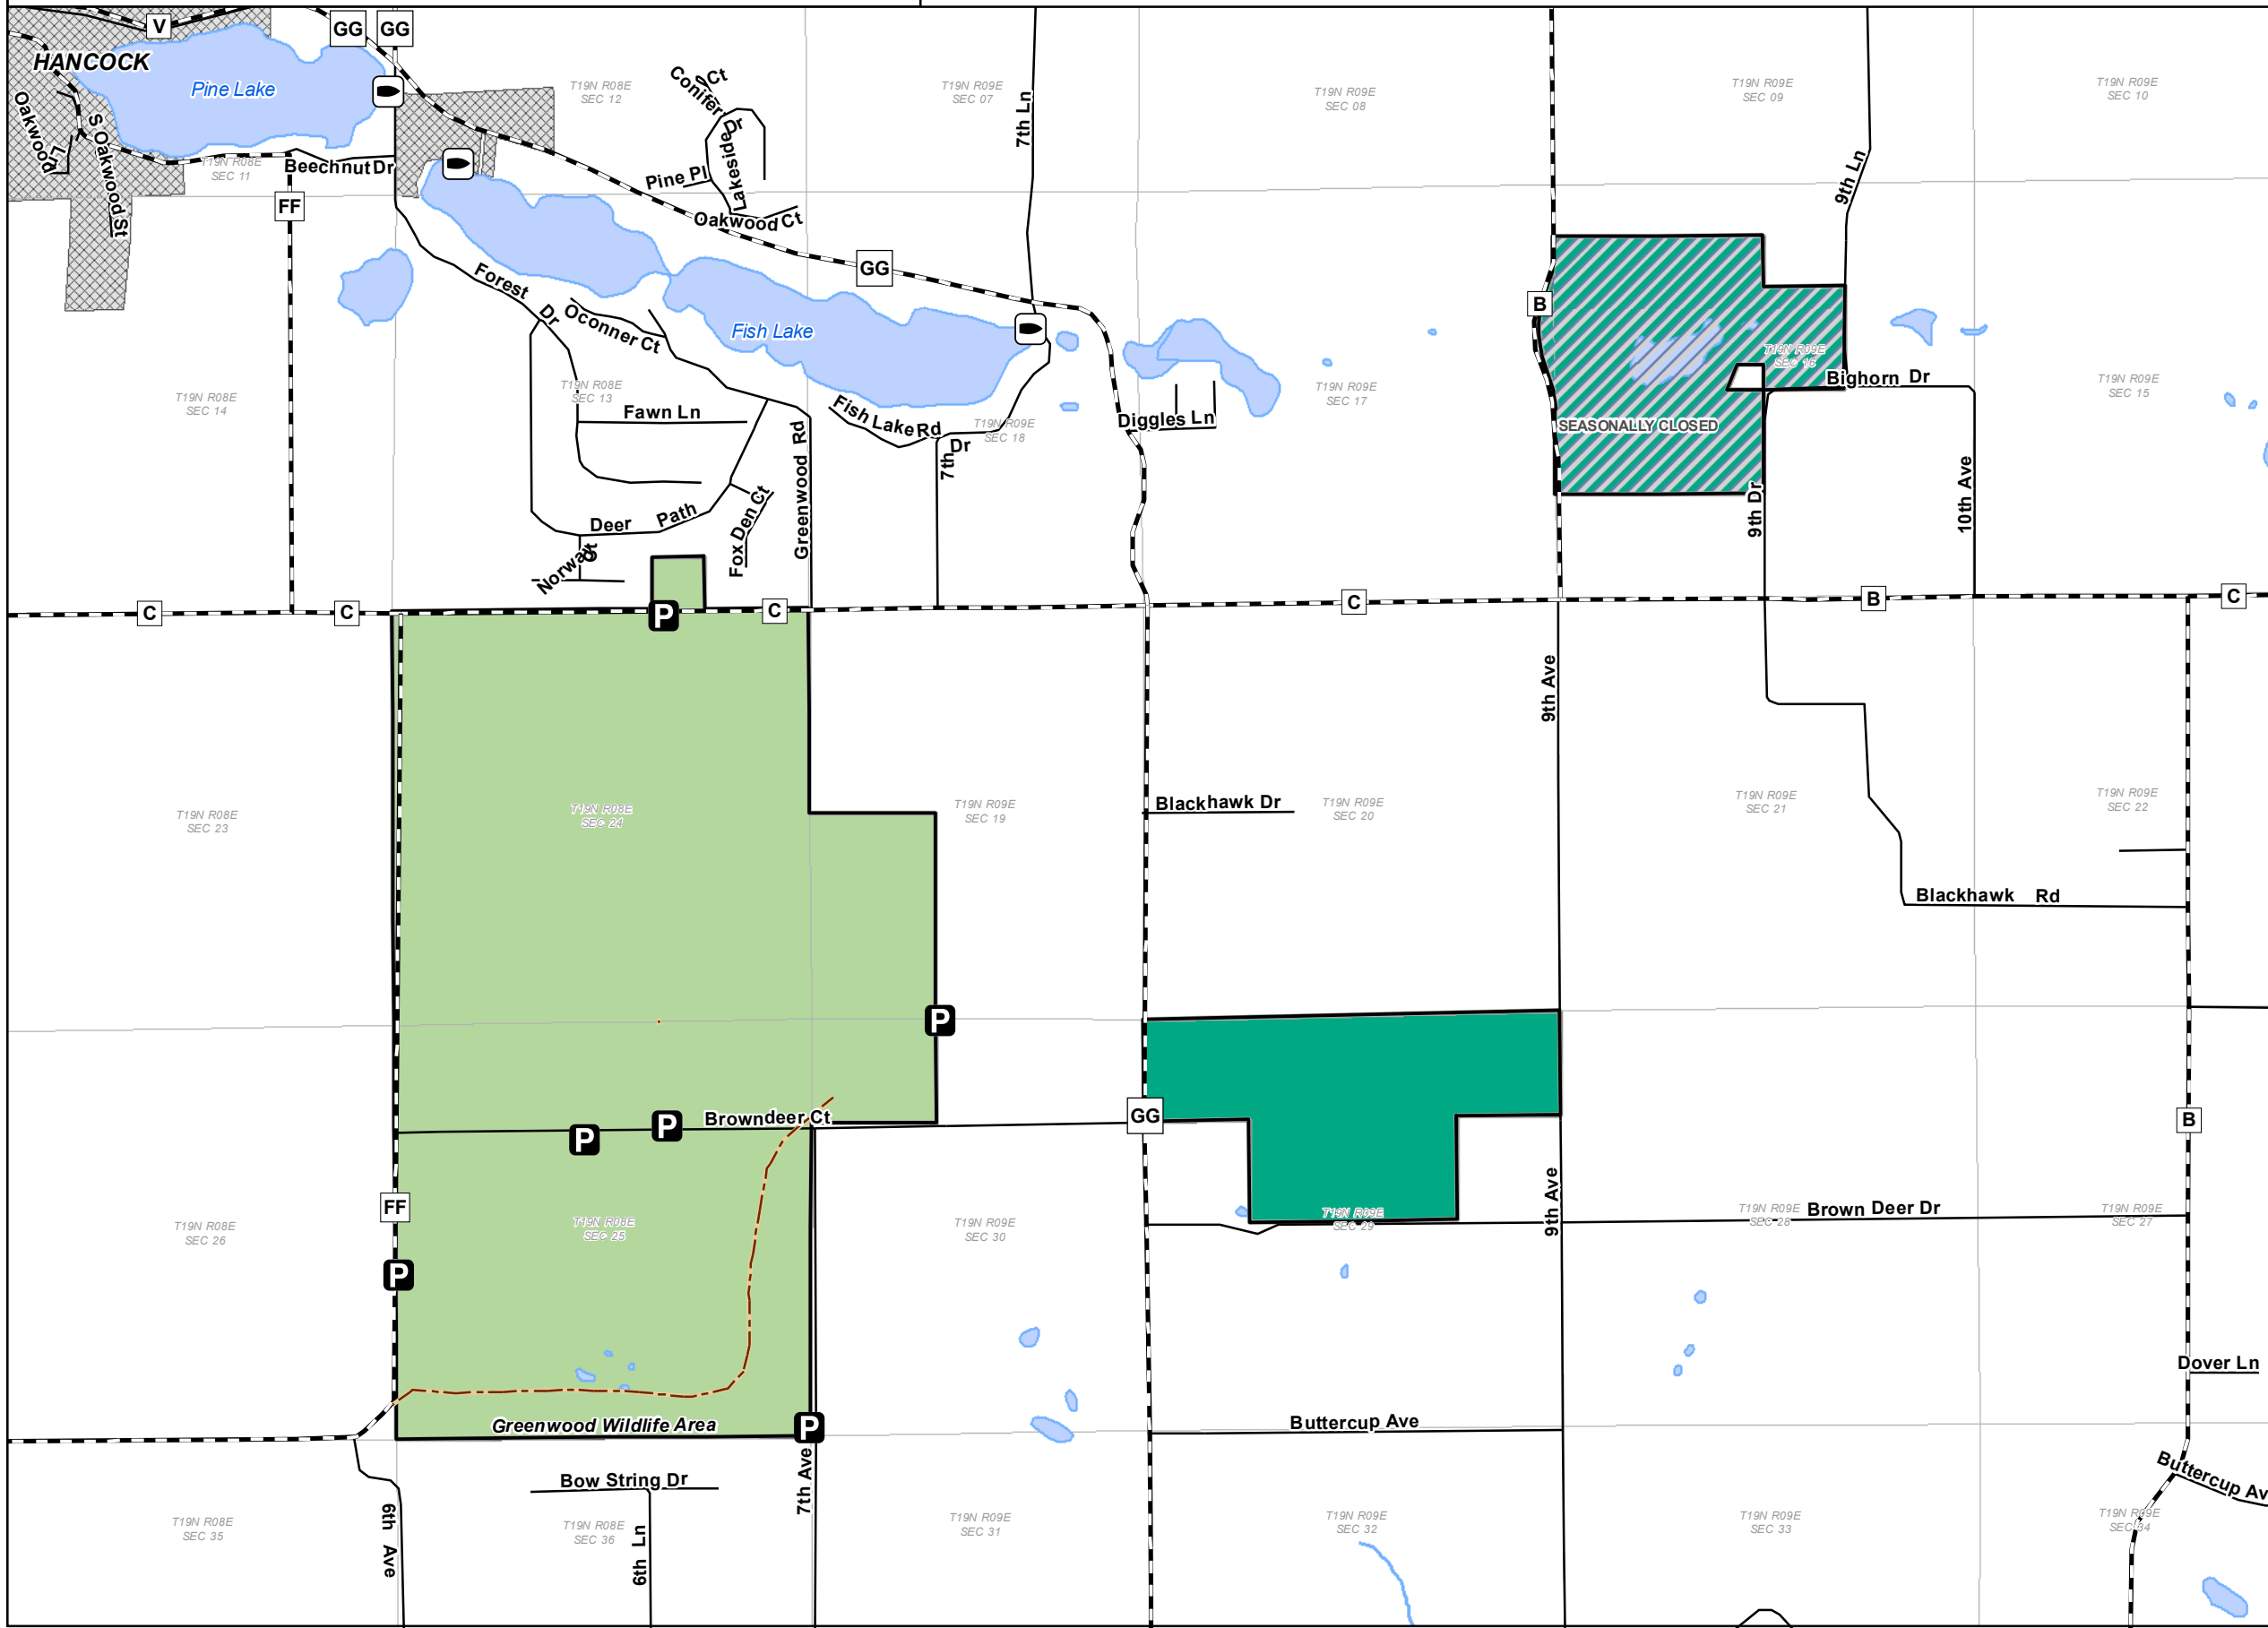 V
GG
GG
HANCOCK
Pine Lake
Oakwood
Ln
S Oakwood St
T19N R08E
SEC 11
Beechnut Dr
FF
T19N R08E
SEC 12
Conifer Ct
Lakeside Dr
Pine Pl
Oakwood Ct
T19N R09E
SEC 07
7th Ln
T19N R09E
SEC 08
T19N R09E
SEC 09
9th Ln
T19N R09E
SEC 10
GG
Forest Dr
Oconner Ct
Fish Lake
B
T19N R09E
SEC 16
Bighorn Dr
T19N R08E
SEC 14
T19N R08E
SEC 13
Fawn Ln
Fish Lake Rd
T19N R09E
SEC 18
7th Dr
Diggles Ln
T19N R09E
SEC 17
SEASONALLY CLOSED
T19N R09E
SEC 15
Greenwood Rd
Deer Path
Fox Den Ct
Norway Ct
9th Dr
10th Ave
C
C
P
C
C
B
C
9th Ave
T19N R08E
SEC 23
T19N R08E
SEC 24
T19N R09E
SEC 19
Blackhawk Dr
T19N R09E
SEC 20
T19N R09E
SEC 21
T19N R09E
SEC 22
Blackhawk Rd
P
Browndeer Ct
P
P
GG
B
FF
T19N R08E
SEC 26
T19N R08E
SEC 25
T19N R09E
SEC 30
T19N R09E
SEC 29
9th Ave
T19N R09E
SEC 28
Brown Deer Dr
T19N R09E
SEC 27
P
Dover Ln
Greenwood Wildlife Area
P
Buttercup Ave
Buttercup Av
Bow String Dr
7th Ave
6th Ave
6th Ln
T19N R08E
SEC 35
T19N R08E
SEC 36
T19N R09E
SEC 31
T19N R09E
SEC 32
T19N R09E
SEC 33
T19N R09E
SEC 34